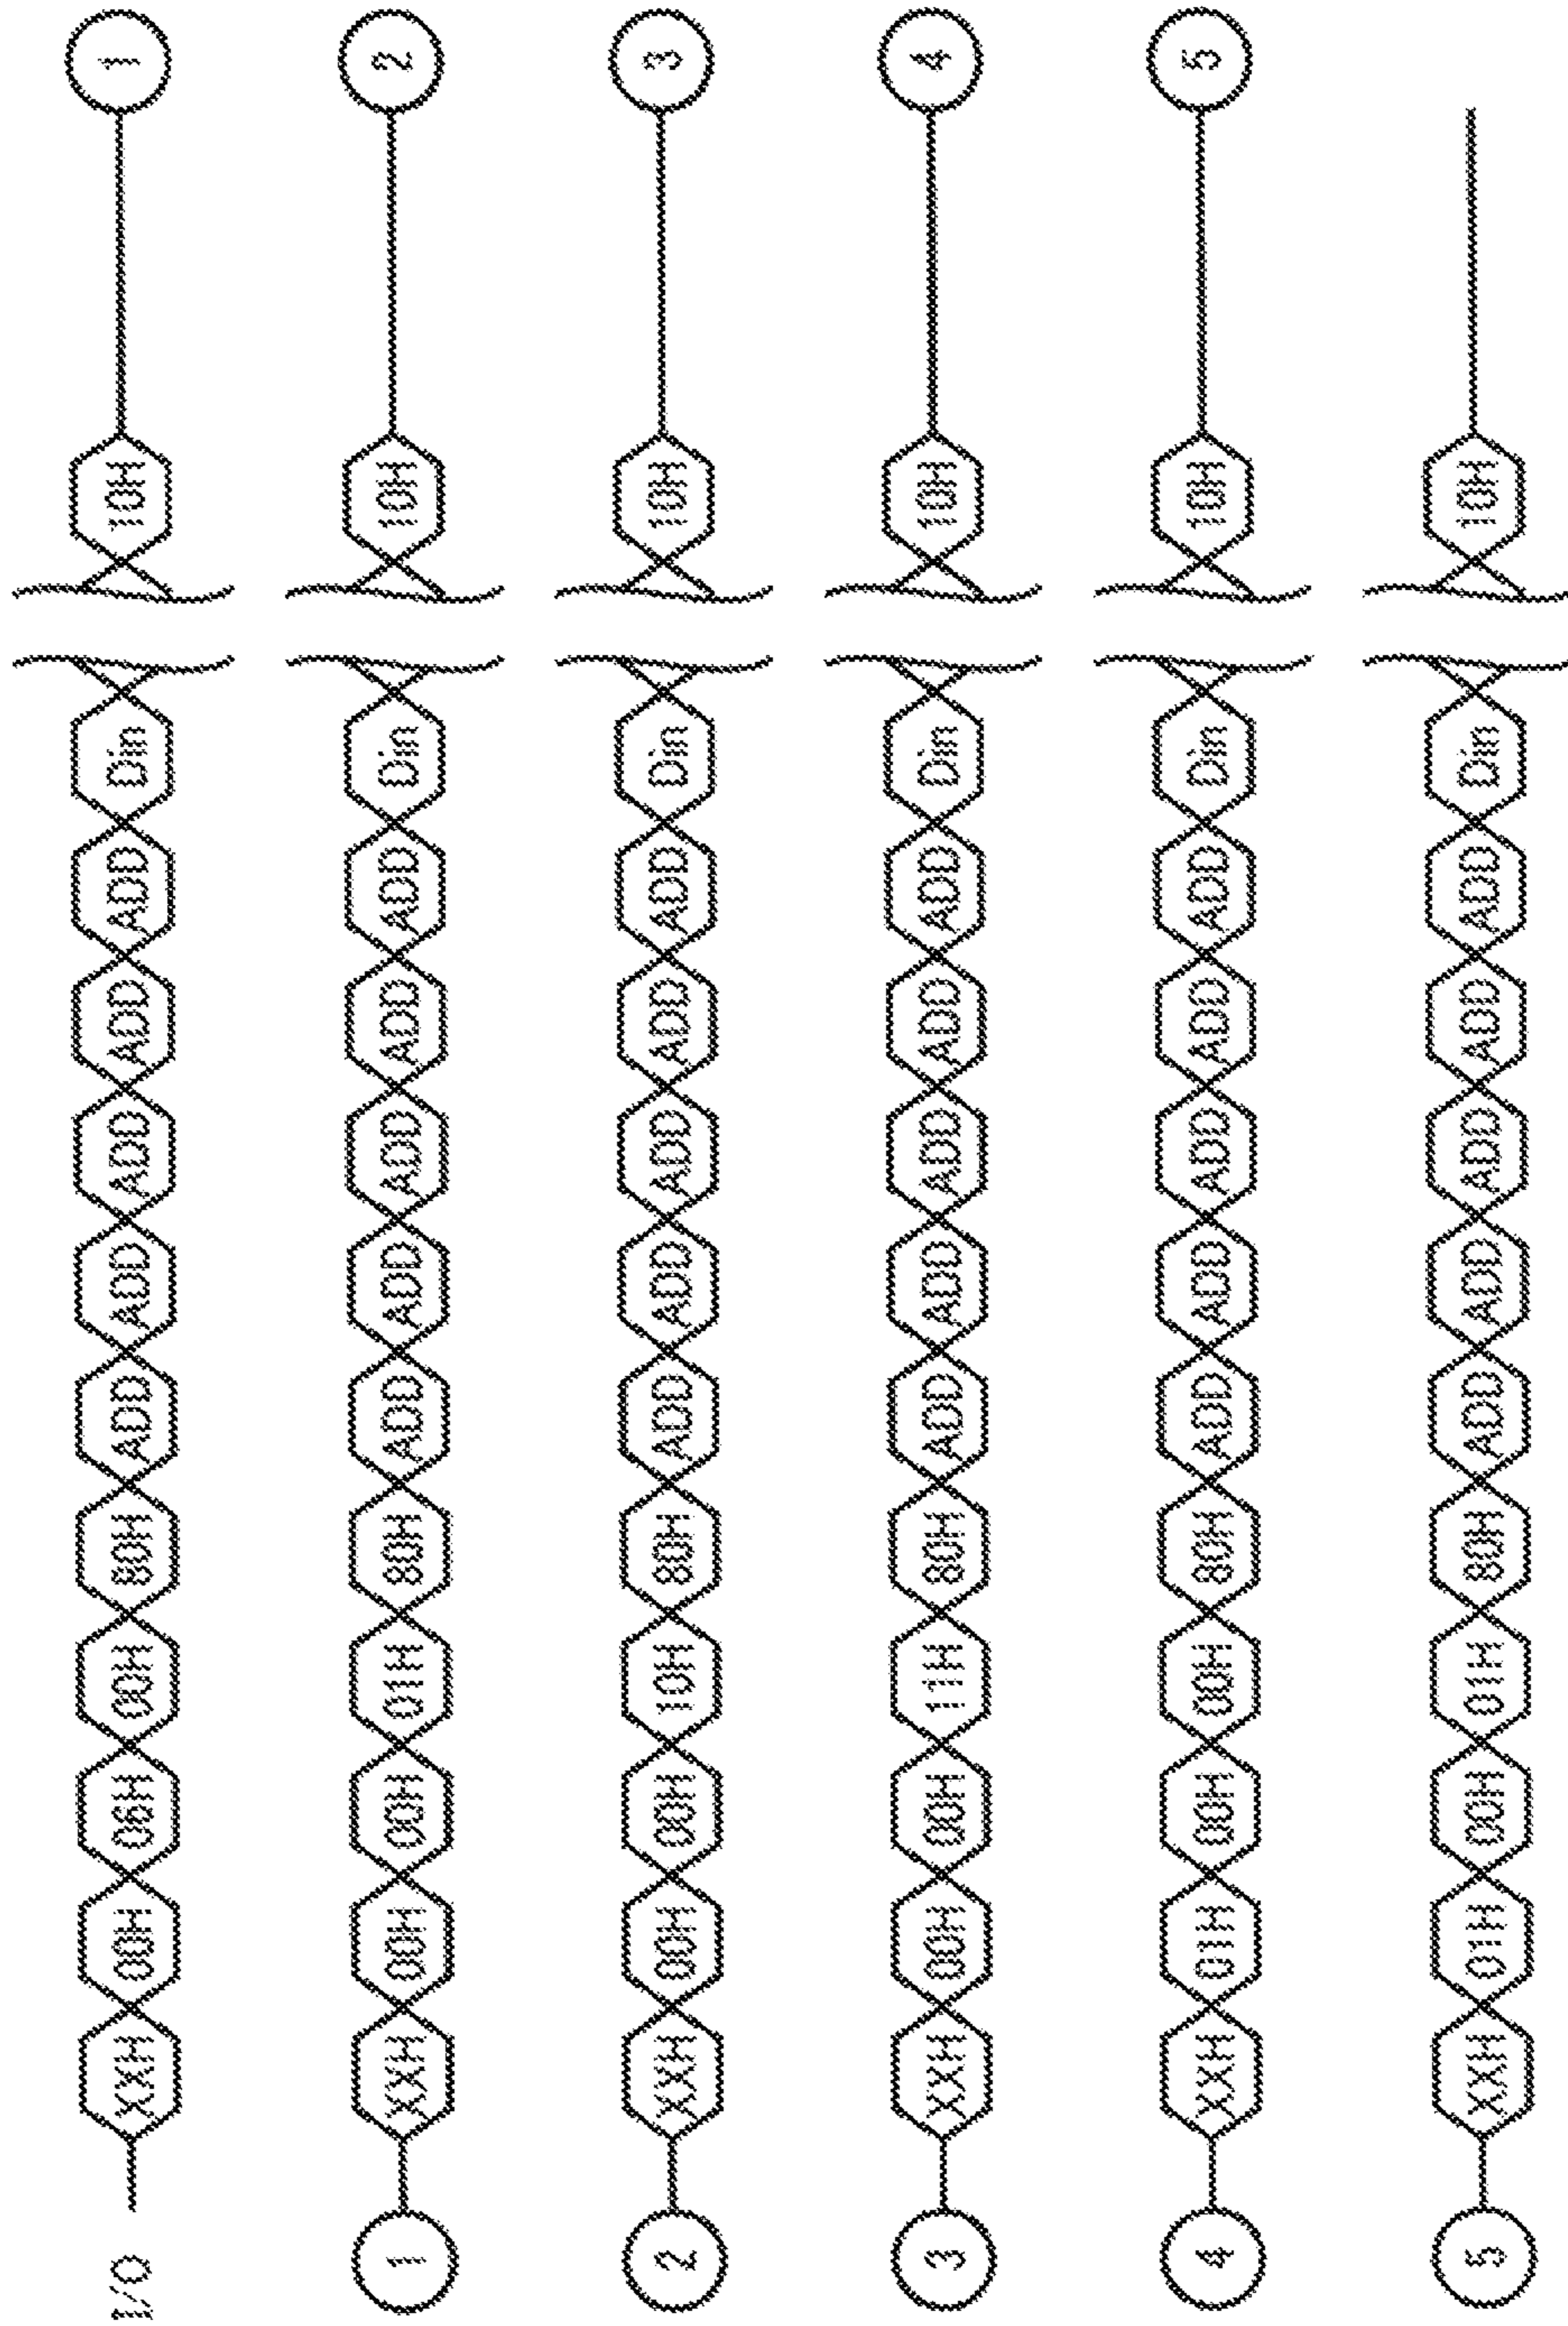 I/O XXH 00H 06H 00H 80H ADD ADD ADD ADD ADD Din 10H 1
1 XXH 00H 00H 01H 80H ADD ADD ADD ADD ADD Din 10H 2
2 XXH 00H 00H 10H 80H ADD ADD ADD ADD ADD Din 10H 3
3 XXH 00H 00H 11H 80H ADD ADD ADD ADD ADD Din 10H 4
4 XXH 01H 00H 00H 80H ADD ADD ADD ADD ADD Din 10H 5
5 XXH 01H 00H 01H 80H ADD ADD ADD ADD ADD Din 10H